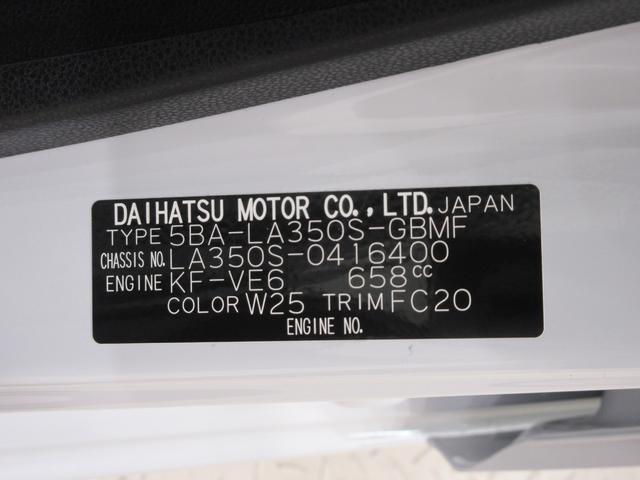 DAIHATSU MOTOR CO., LTD. JAPAN
TYPE 5BA-LA350S-GBMF
CHASSIS NO. LA350S-0416400
ENGINE KF-VE6 658cc
COLOR W25 TRIM FC20
ENGINE NO.